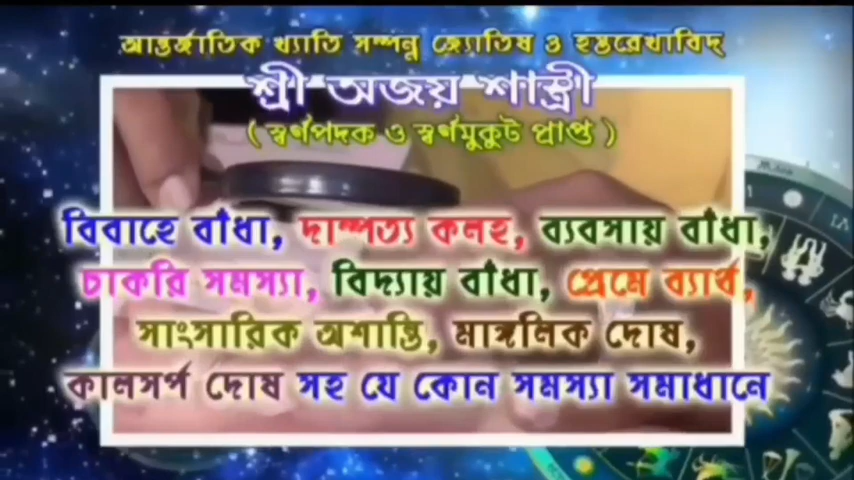 আন্তর্জাতিক খ্যাতি সম্পন্ন জ্যোতিষ ও হস্তরেখাবিদ্
শ্রী অজয় শাস্ত্রী
( স্বর্ণপদক ও স্বর্ণমুকুট প্রাপ্ত )
বিবাহে বাঁধা, দাম্পত্য কলহ, ব্যবসায় বাঁধা,
চাকরি সমস্যা, বিদ্যায় বাঁধা, প্রেমে ব্যার্থ,
সাংসারিক অশান্তি, মাঙ্গলিক দোষ,
কালসর্প দোষ সহ যে কোন সমস্যা সমাধানে